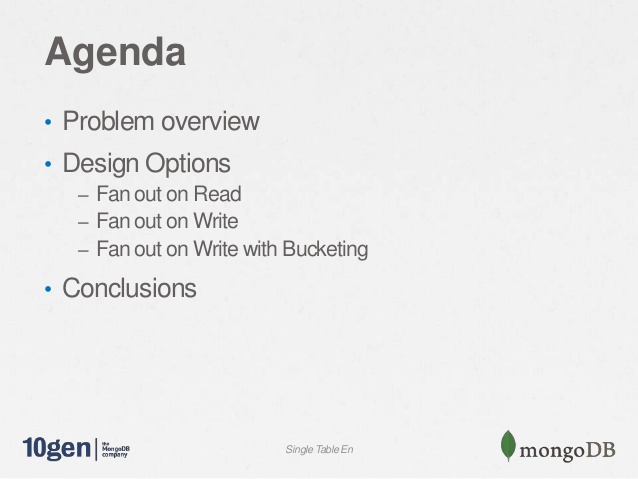 Agenda
• Problem overview
• Design Options
– Fan out on Read
– Fan out on Write
– Fan out on Write with Bucketing
• Conclusions
10gen | the MongoDB company
Single Table En
mongoDB